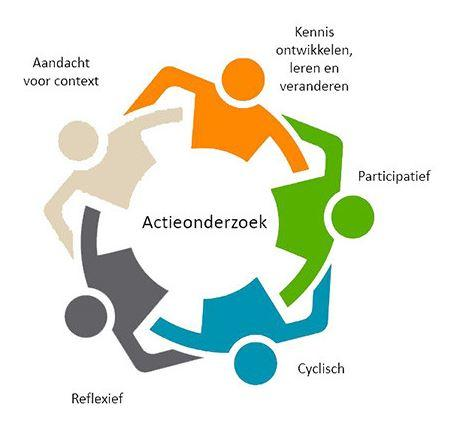 Aandacht
voor context
Kennis
ontwikkelen,
leren en
veranderen
Participatief
Actieonderzoek
Cyclisch
Reflexief